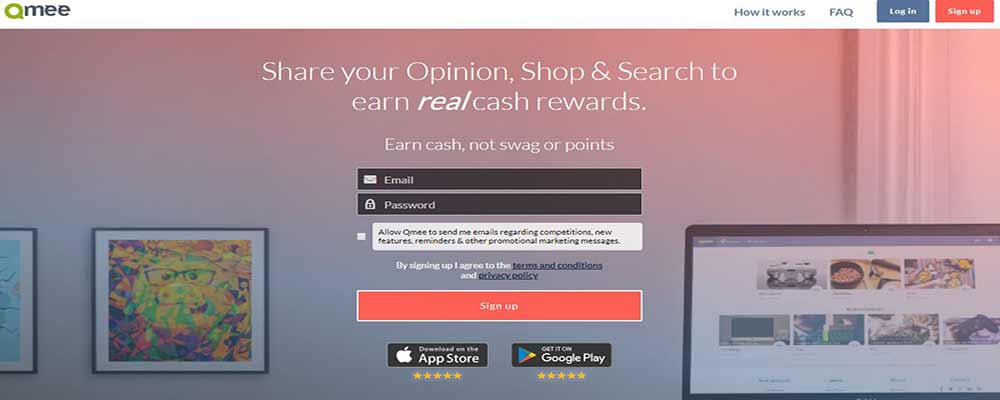 Qmee
How it works FAQ Log in Sign up
Share your Opinion, Shop & Search to
earn real cash rewards.
Earn cash, not swag or points
Email
Password
Allow Qmee to send me emails regarding competitions, new
features, reminders & other promotional marketing messages.
By signing up I agree to the terms and conditions
and privacy policy
Sign up
Download on the
App Store
GET IT ON
Google Play